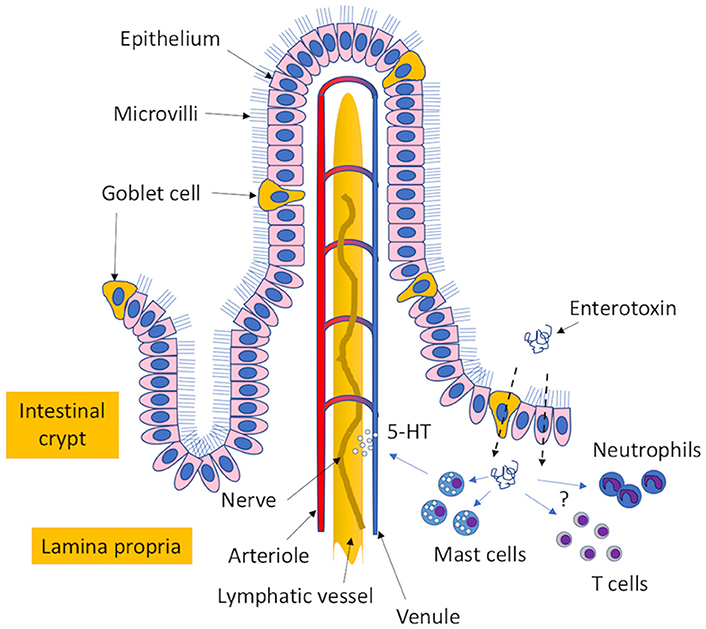 Epithelium
Microvilli
Goblet cell
Enterotoxin
Intestinal
crypt
5-HT
Neutrophils
?
Nerve
Lamina propria
Arteriole
Mast cells
T cells
Lymphatic vessel
Venule